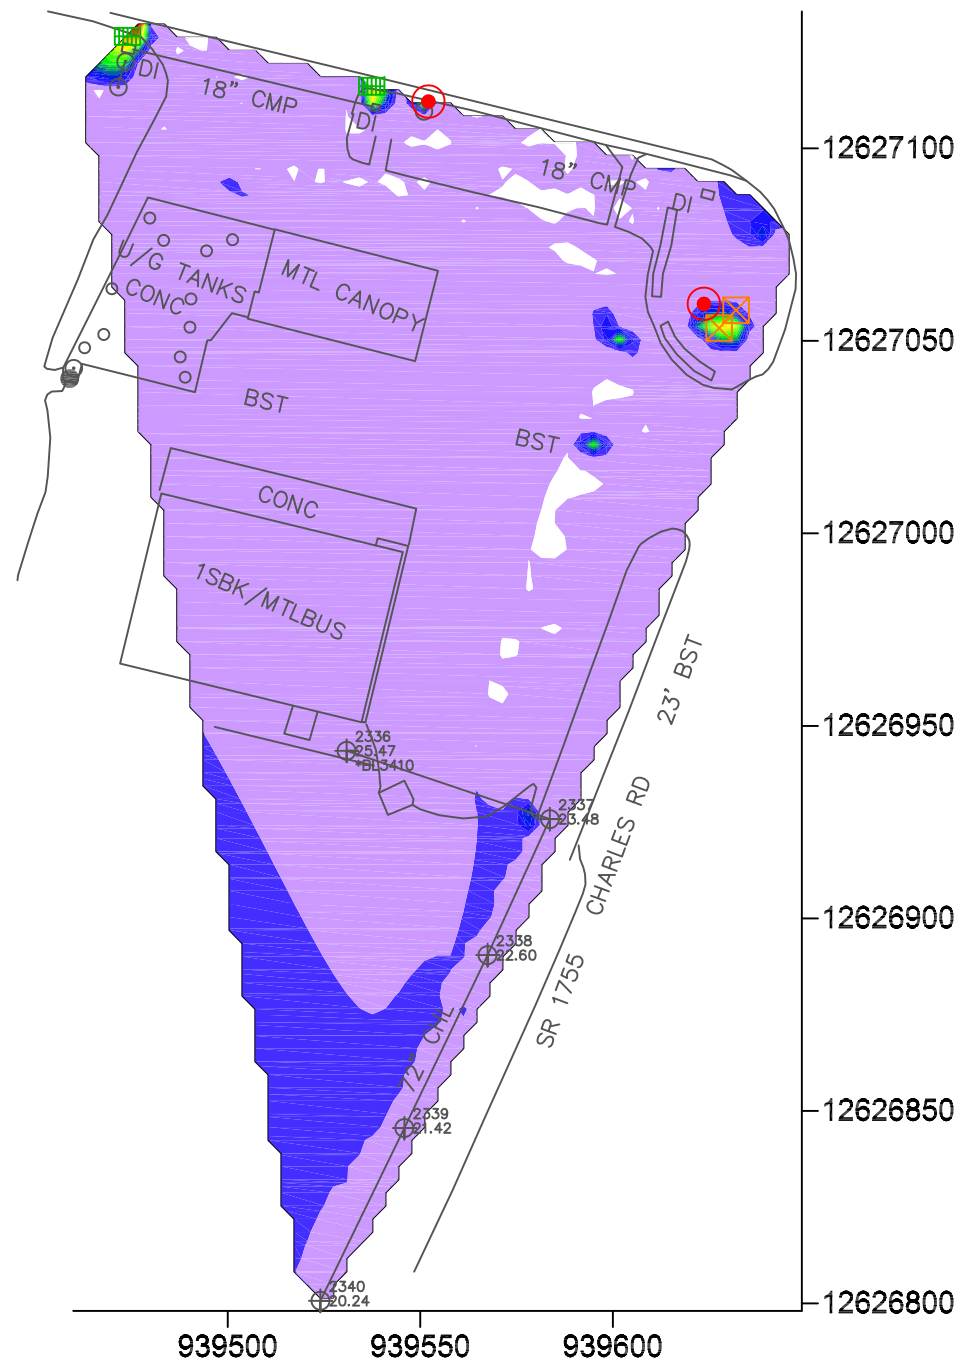 DI
18" CMP
DI
12627100
18" CMP
DI
U/G TANKS
MTL CANOPY
CONC
12627050
BST
BST
CONC
12627000
1SBK/MTLBUS
23' BST
2336
25.47
*BL3410
12626950
2337
23.48
CHARLES RD
12626900
2338
22.60
SR 1755
72" CHL
2339
21.42
12626850
2340
20.24
12626800
939500
939550
939600